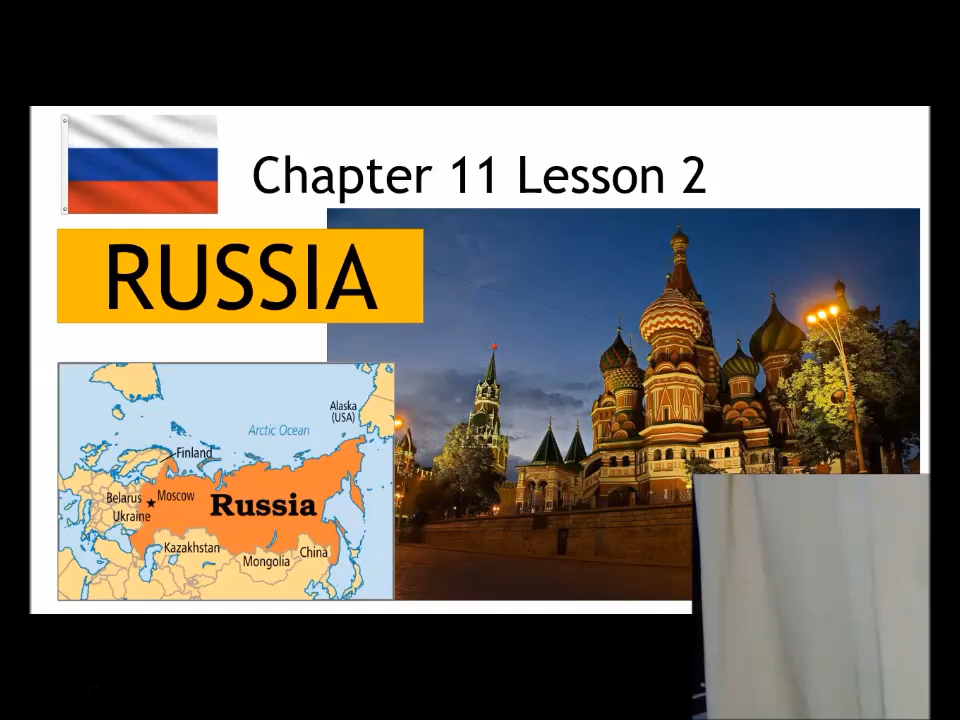 Chapter 11 Lesson 2
RUSSIA
Alaska
(USA)
Arctic Ocean
Finland
Belarus
Moscow
Russia
Ukraine
Kazakhstan
China
Mongolia